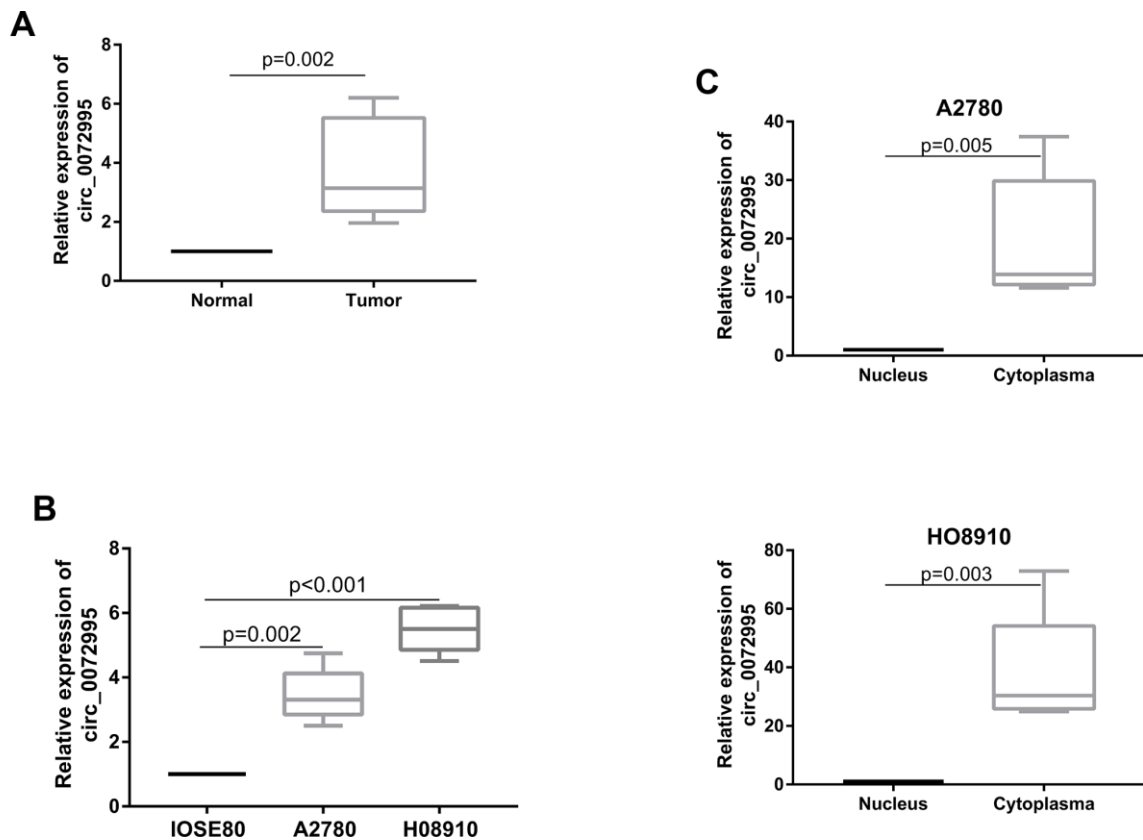 A
Relative expression of
circ_0072995
8
6
4
2
0
p=0.002
Normal
Tumor
B
Relative expression of
circ_0072995
8
6
4
2
0
p<0.001
p=0.002
IOSE80
A2780
H08910
C
A2780
Relative expression of
circ_0072995
40
30
20
10
0
p=0.005
Nucleus
Cytoplasma
HO8910
Relative expression of
circ_0072995
80
60
40
20
0
p=0.003
Nucleus
Cytoplasma